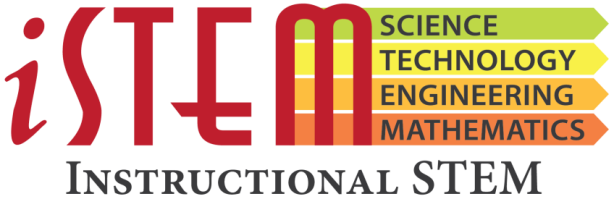 iSTEM
SCIENCE
TECHNOLOGY
ENGINEERING
MATHEMATICS
INSTRUCTIONAL STEM